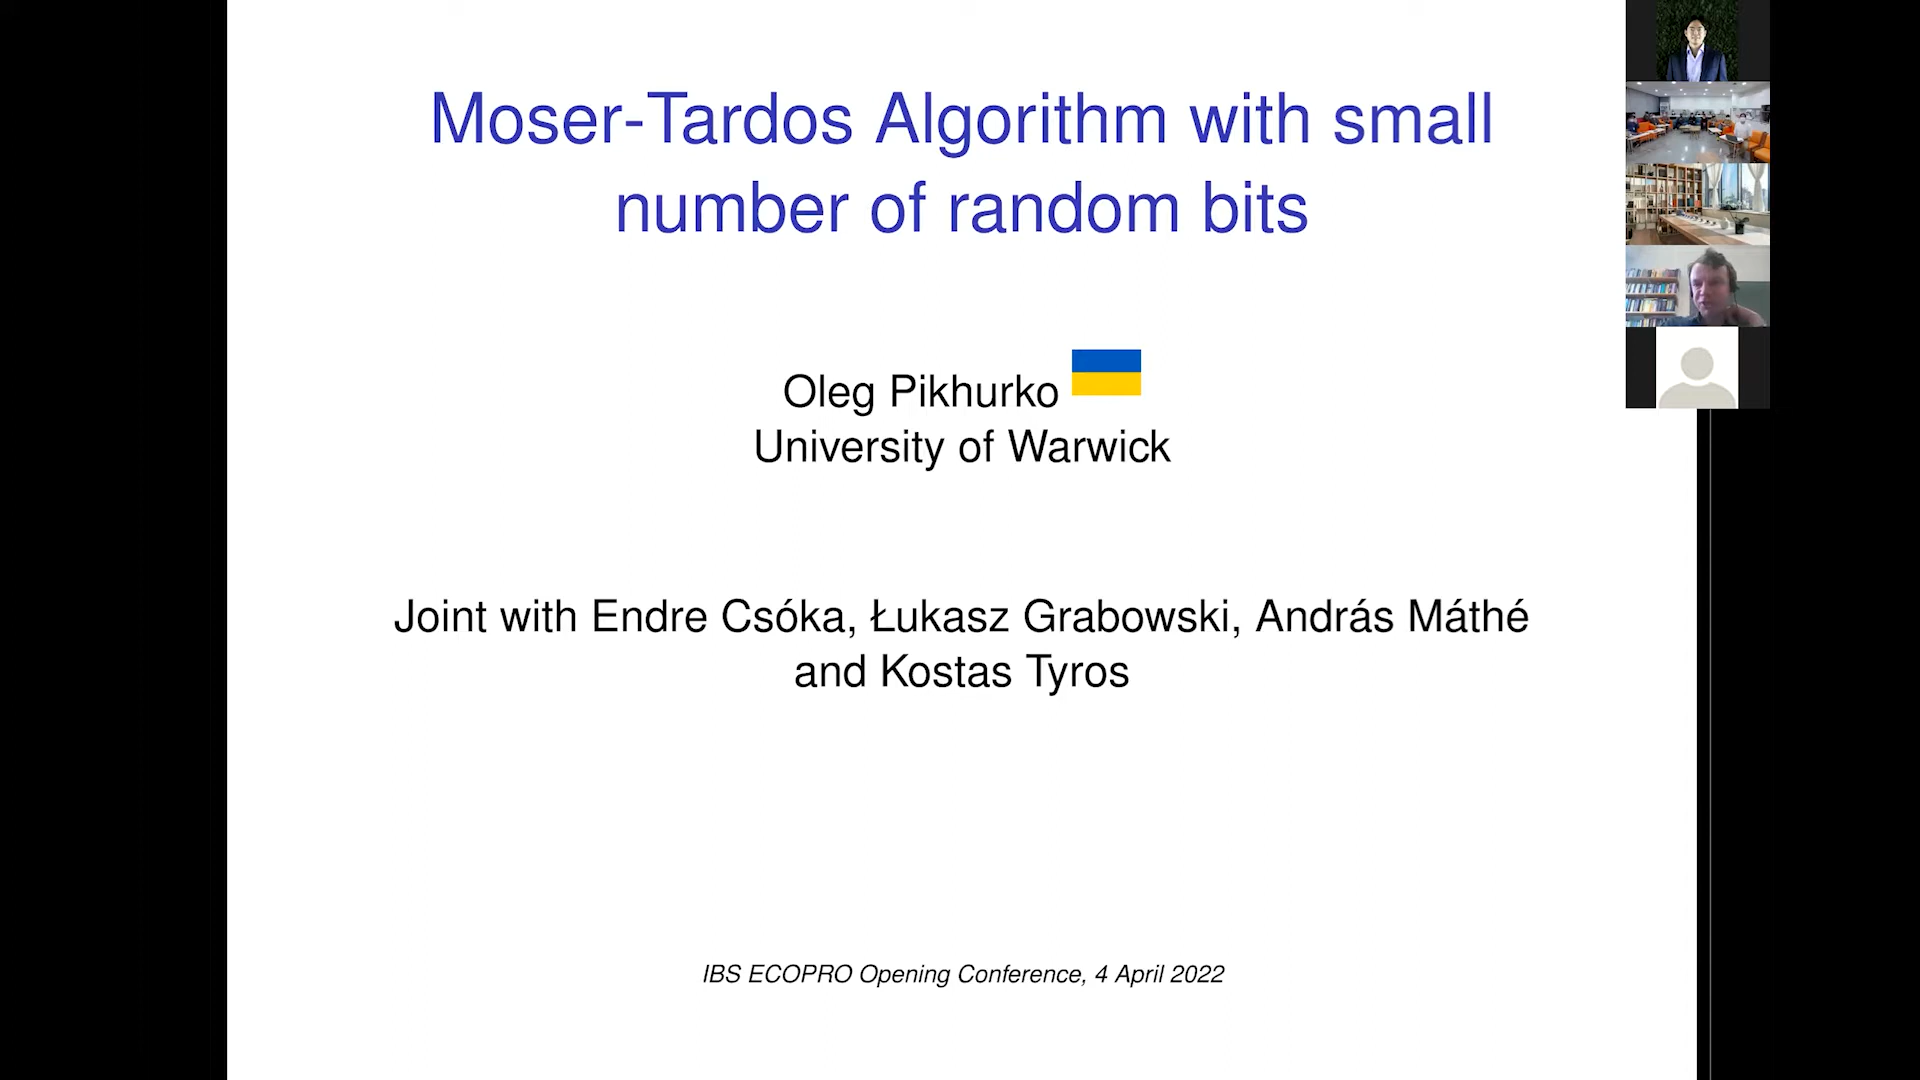 Moser-Tardos Algorithm with small
number of random bits
Oleg Pikhurko
University of Warwick
Joint with Endre Csóka, Łukasz Grabowski, András Máthé
and Kostas Tyros
IBS ECOPRO Opening Conference, 4 April 2022